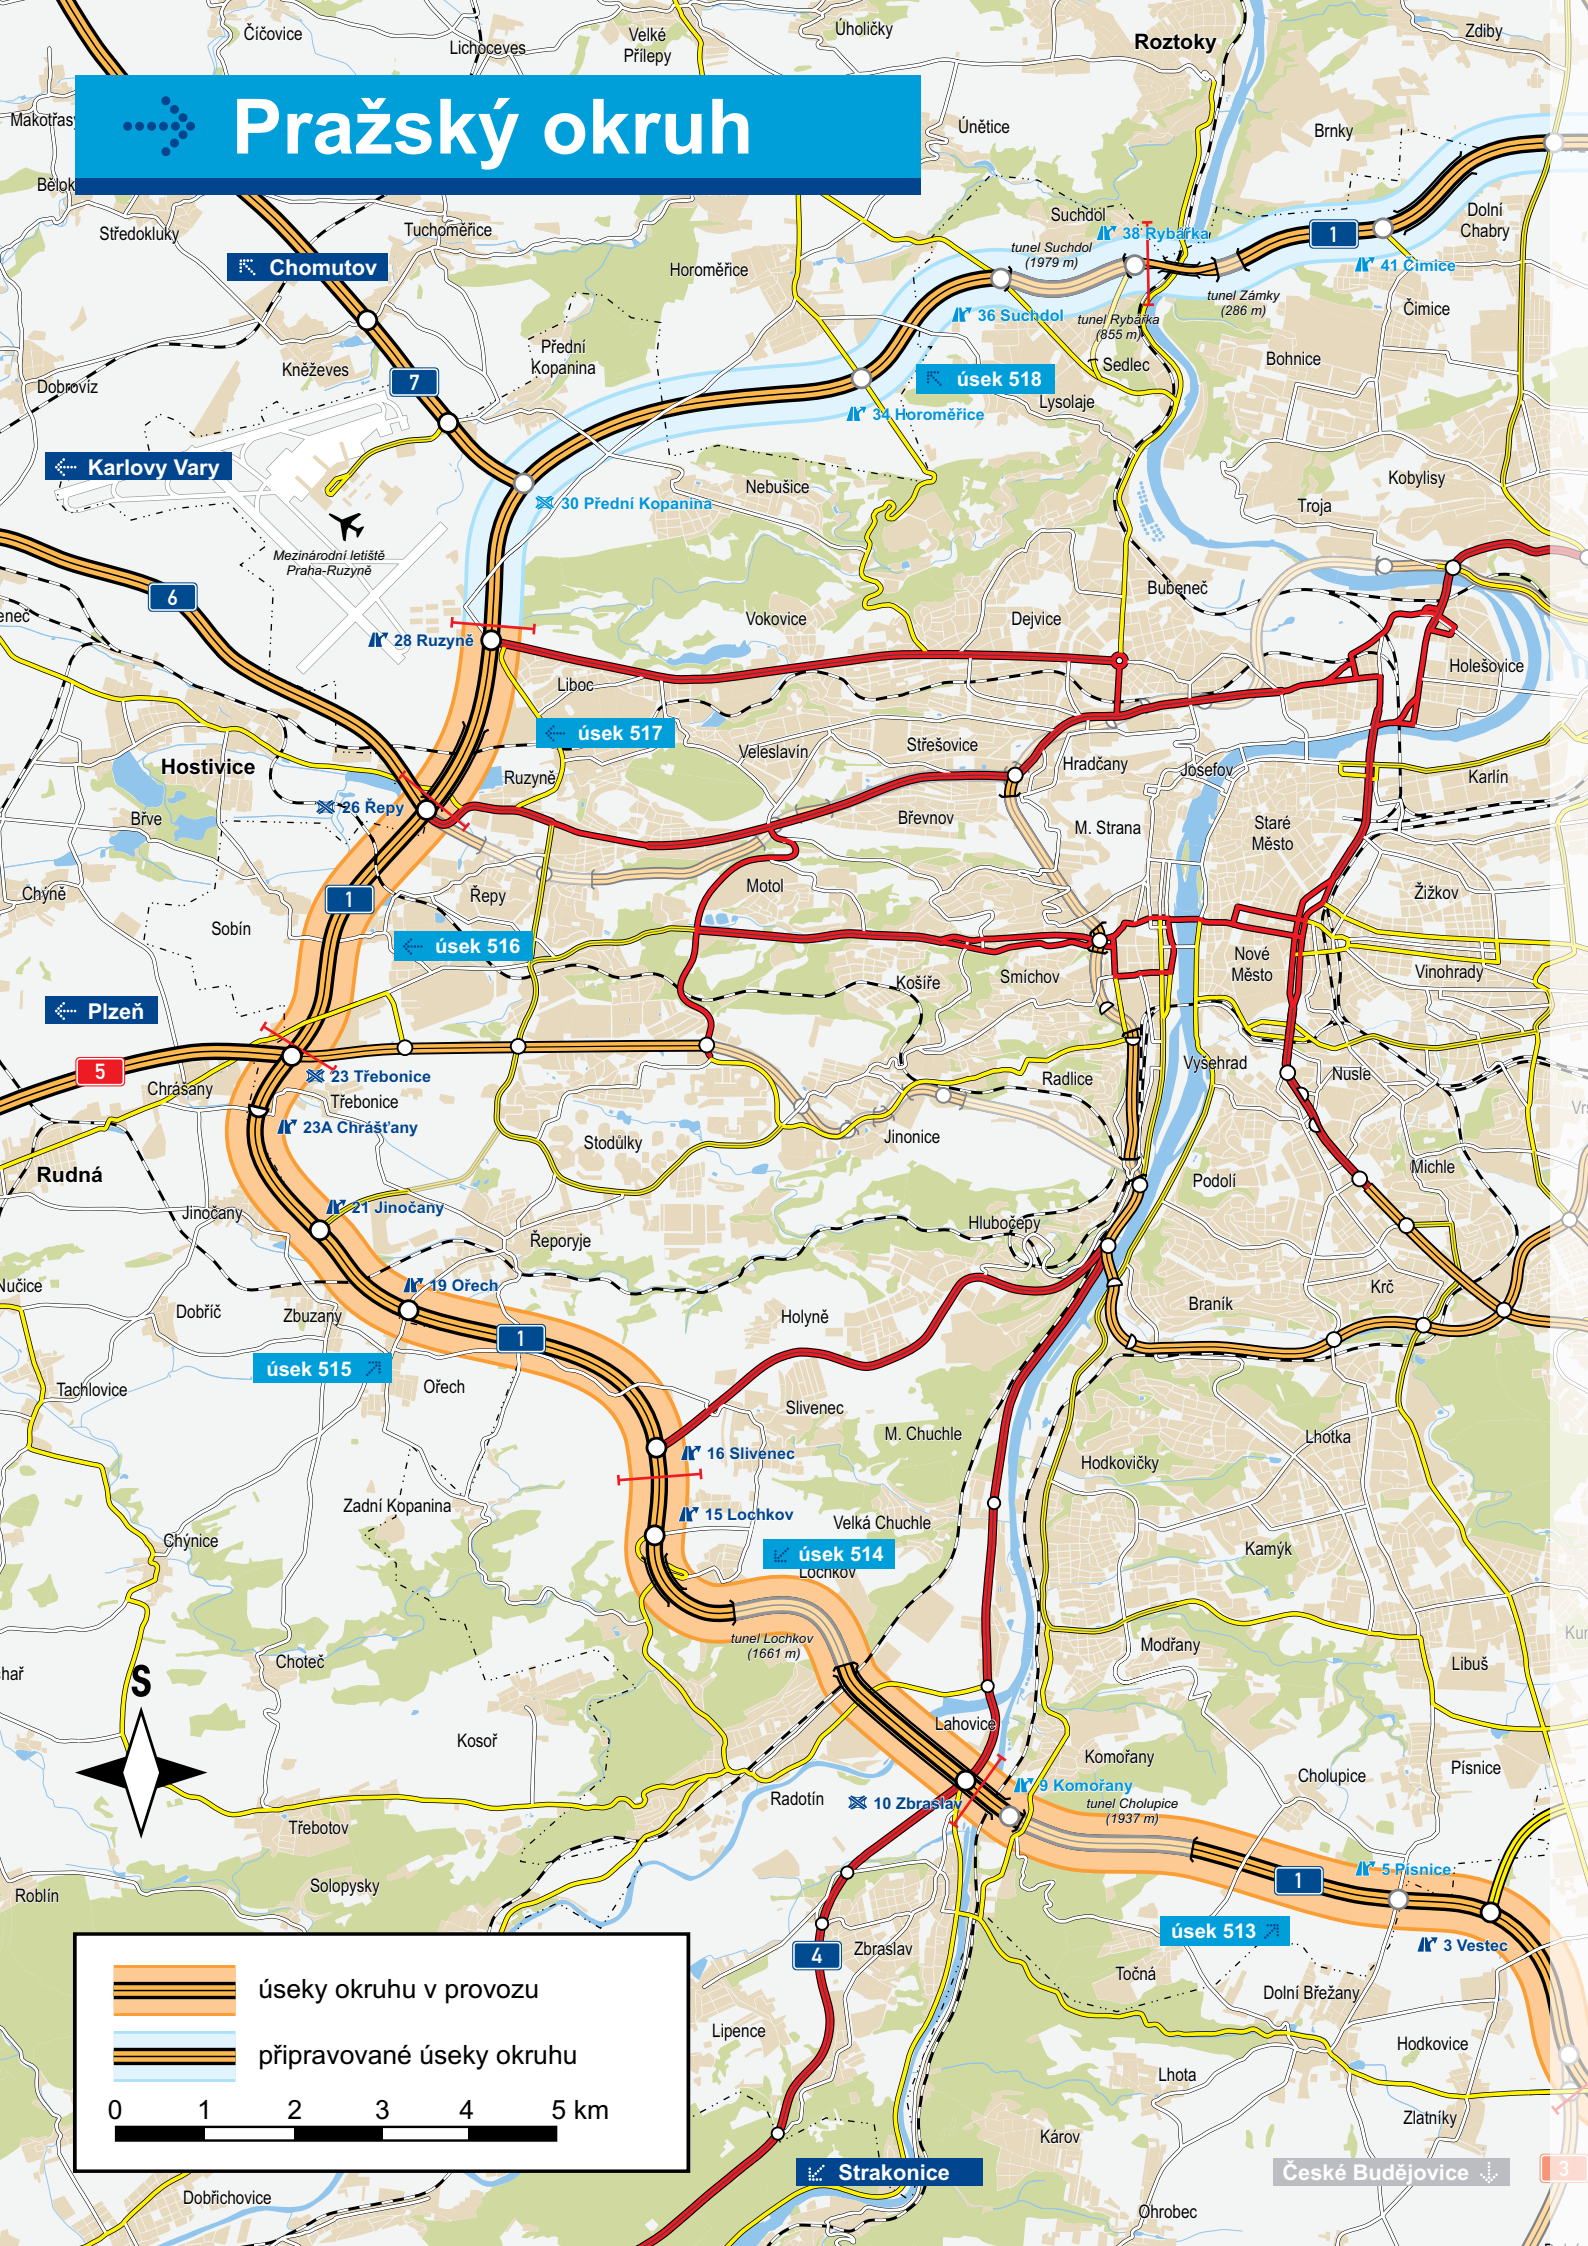 Číčovice
Lichoceves
Velké
Přílepy
Úholičky
Roztoky
Zdiby
Pražský okruh
Makotřasy
Únětice
Brnky
Středokluky
Tuchoměřice
Suchdol
38 Rybářka
1
Dolní
Chabry
Chomutov
Horoměřice
tunel Suchdol
(1979 m)
41 Čimice
tunel Zámky
(286 m)
Čimice
36 Suchdol
tunel Rybářka
(855 m)
Přední
Kopanina
Kněževes
7
Dobrovíz
úsek 518
Sedlec
Bohnice
Lysolaje
34 Horoměřice
Karlovy Vary
Nebušice
Kobylisy
Troja
30 Přední Kopanina
Mezinárodní letiště
Praha-Ruzyně
6
Bubeneč
Vokovice
Dejvice
28 Ruzyně
Holešovice
Liboc
úsek 517
Veleslavín
Střešovice
Hradčany
Josefov
Karlín
Hostivice
Ruzyně
26 Řepy
Břve
Břevnov
M. Strana
Staré
Město
Chýně
1
Řepy
Motol
Žižkov
Sobín
úsek 516
Košíře
Smíchov
Nové
Město
Vinohrady
Plzeň
5
23 Třebonice
Třebonice
Chrášany
23A Chrášťany
Radlice
Vyšehrad
Nusle
Stodůlky
Jinonice
Rudná
Michle
Podolí
Jinočany
21 Jinočany
Řeporyje
Hlubočepy
Nučice
19 Ořech
Krč
Dobříč
Zbuzany
1
Holyně
Braník
úsek 515
Tachlovice
Ořech
Slivenec
M. Chuchle
Lhotka
16 Slivenec
Hodkovičky
Zadní Kopanina
15 Lochkov
Velká Chuchle
Chýnice
úsek 514
Lochkov
Kamýk
tunel Lochkov
(1661 m)
Modřany
Libuš
Choteč
S
Kosoř
Lahovice
Komořany
Cholupice
Písnice
9 Komořany
Radotín
10 Zbraslav
tunel Cholupice
(1937 m)
Třebotov
1
5 Písnice
Roblín
Solopysky
úsek 513
3 Vestec
4
Zbraslav
Točná
Dolní Břežany
úseky okruhu v provozu
Lipence
Hodkovice
připravované úseky okruhu
Lhota
0 1 2 3 4 5 km
Zlatníky
Károv
Strakonice
České Budějovice
3
Dobřichovice
Ohrobec